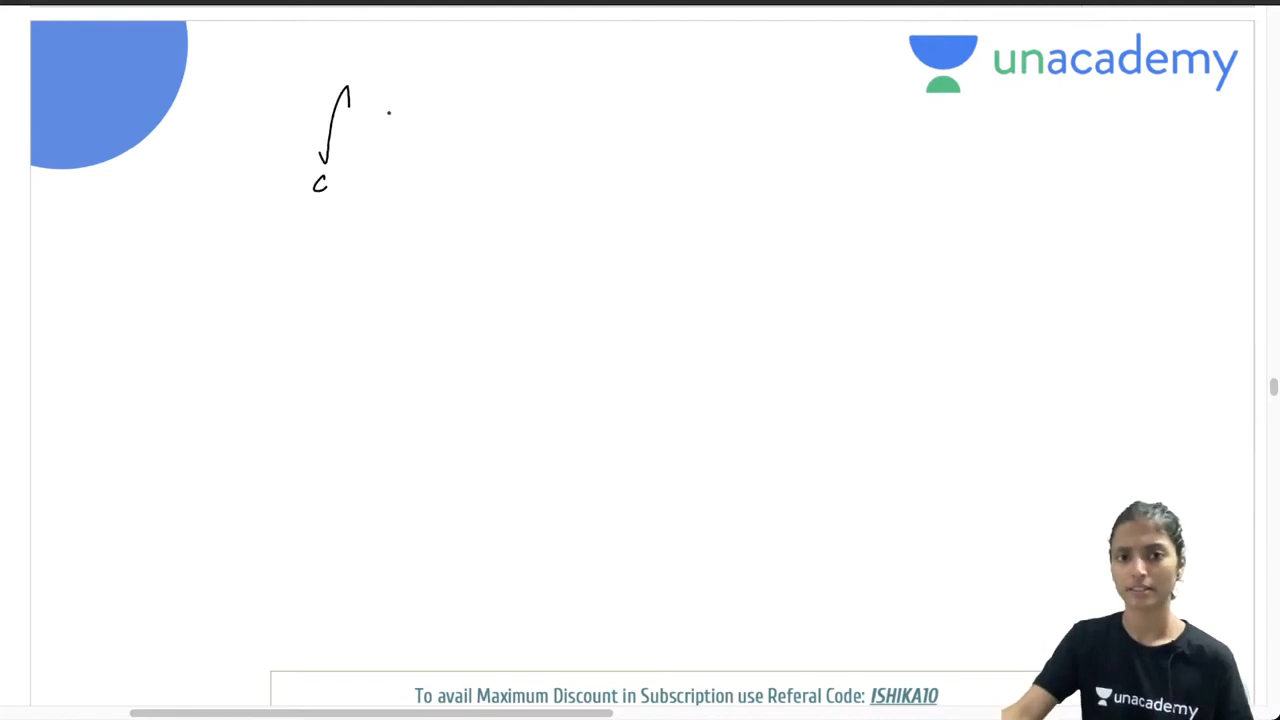 unacademy
∫
c
unacademy
To avail Maximum Discount in Subscription use Referal Code: ISHIKA10